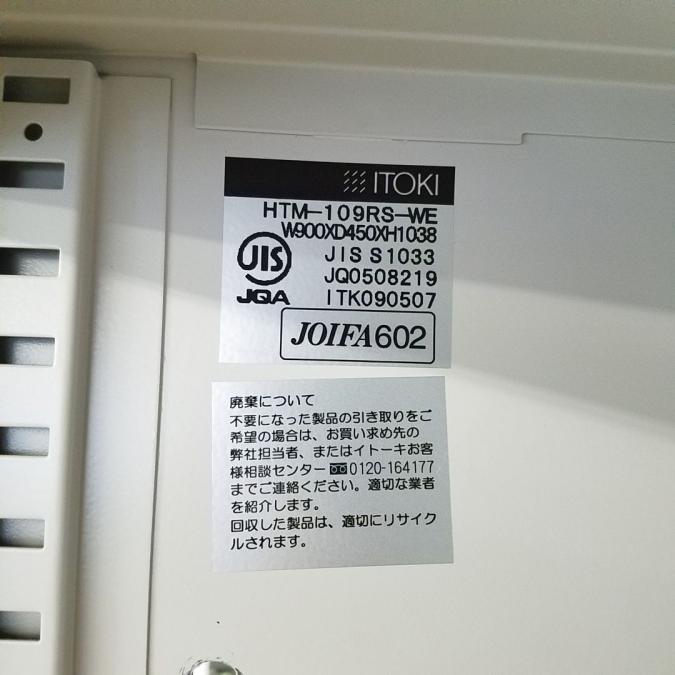 ITOKI
HTM-109RS-WE
W900XD450XH1038
JIS
JIS S1033
JQ0508219
JQA
ITK090507
JOIFA602
廃棄について
不要になった製品の引き取りをご
希望の場合は、お買い求め先の
弊社担当者、またはイトーキお客
様相談センター 0120-164177
までご連絡ください。適切な業者
を紹介します。
回収した製品は、適切にリサイク
ルされます。